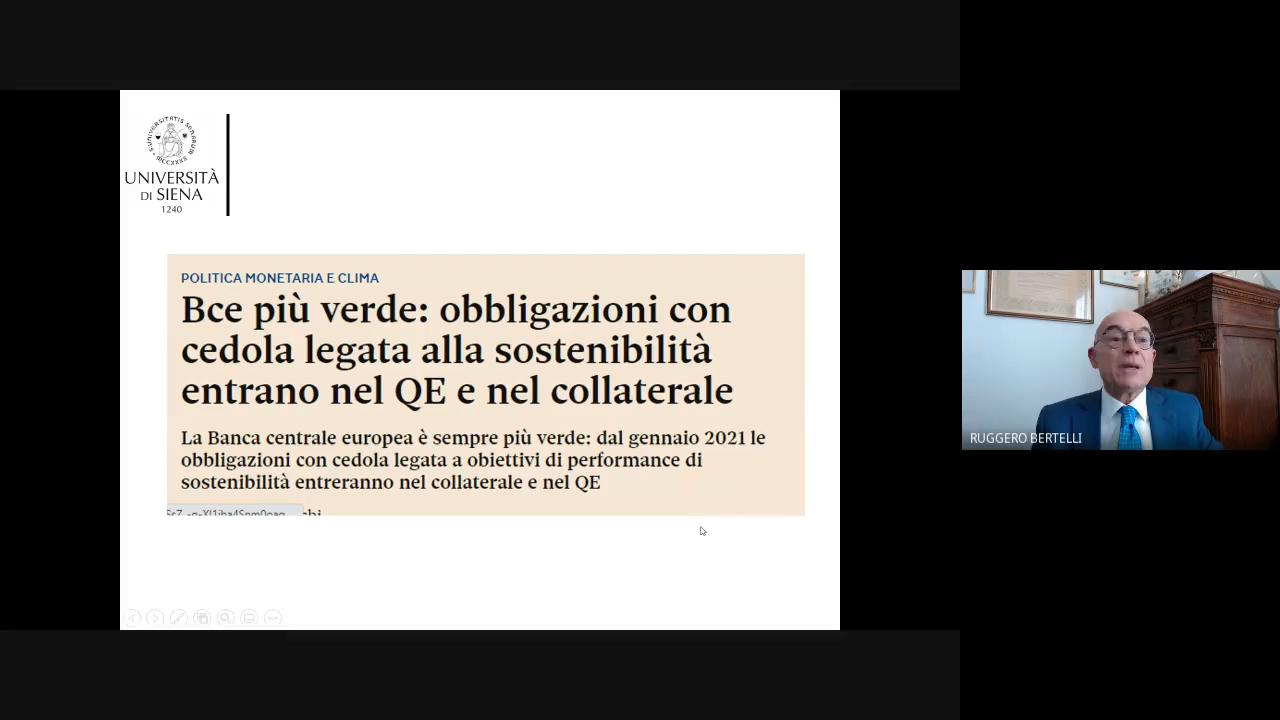 UNIVERSITÀ
DI SIENA
1240
POLITICA MONETARIA E CLIMA
Bce più verde: obbligazioni con
cedola legata alla sostenibilità
entrano nel QE e nel collaterale
La Banca centrale europea è sempre più verde: dal gennaio 2021 le
obbligazioni con cedola legata a obiettivi di performance di
sostenibilità entreranno nel collaterale e nel QE
RUGGERO BERTELLI